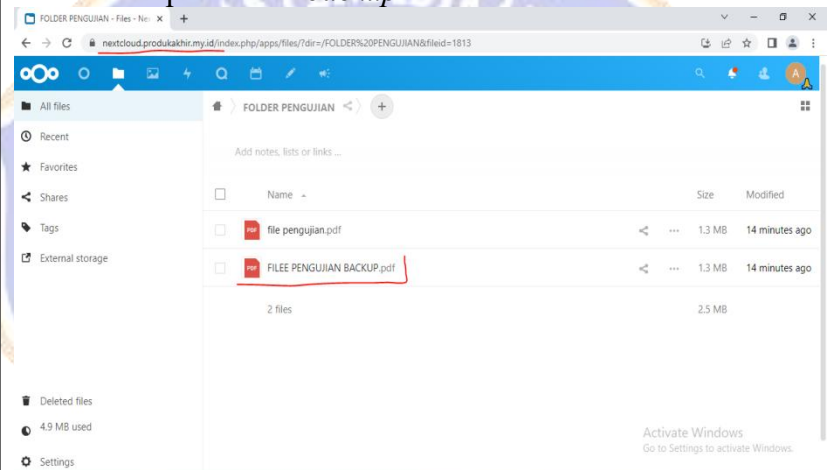 FOLDER PENGUJIAN - Files - Ne
nextcloud.produkakhir.my.id/index.php/apps/files/?dir=/FOLDER%20PENGUJIAN&fileid=1813
A
All files
FOLDER PENGUJIAN
Recent
Add notes, lists or links ...
Favorites
Shares
Name
Size
Modified
Tags
PDF file pengujian.pdf
1.3 MB
14 minutes ago
External storage
PDF FILEE PENGUJIAN BACKUP.pdf
1.3 MB
14 minutes ago
2 files
2.5 MB
Deleted files
4.9 MB used
Activate Windows
Go to Settings to activate Windows.
Settings